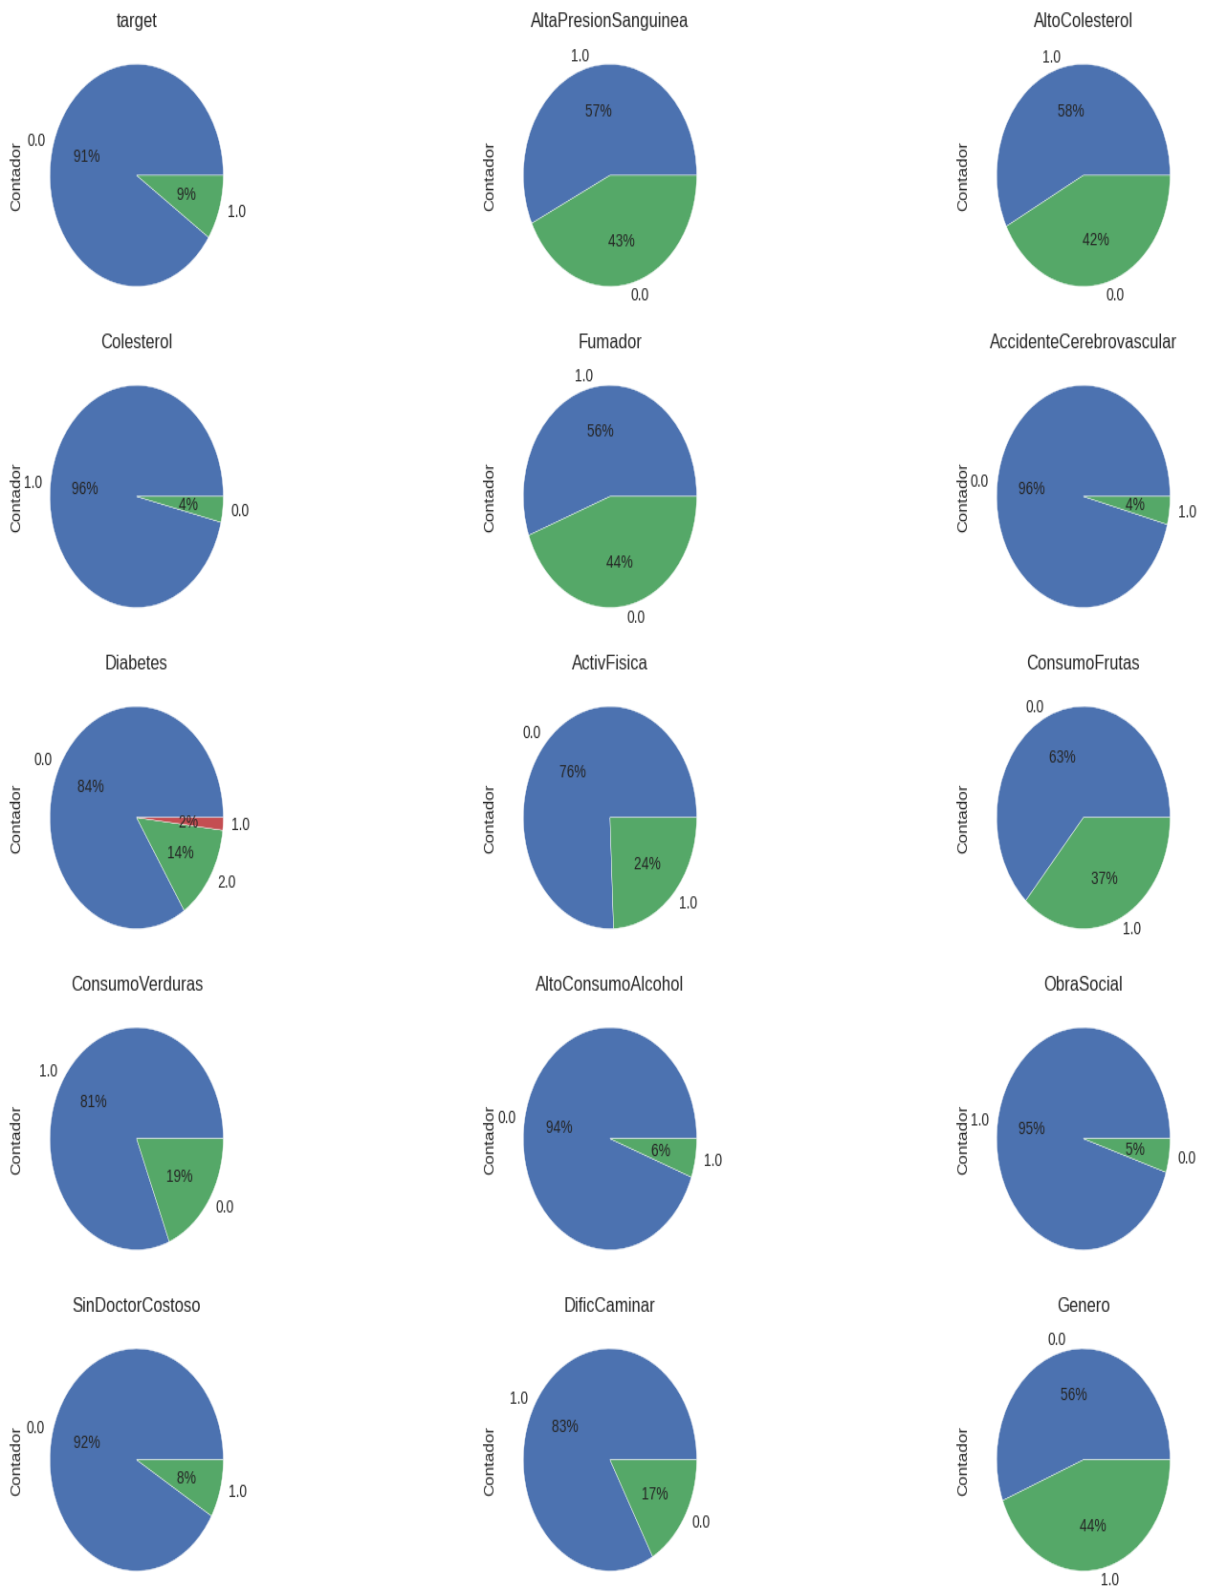 target
AltaPresionSanguinea
AltoColesterol
Contador
0.0
91%
9%
1.0
Contador
1.0
57%
43%
0.0
Contador
1.0
58%
42%
0.0
Colesterol
Fumador
AccidenteCerebrovascular
Contador
1.0
96%
4%
0.0
Contador
1.0
56%
44%
0.0
Contador
0.0
96%
4%
1.0
Diabetes
ActivFisica
ConsumoFrutas
Contador
0.0
84%
2%
1.0
14%
2.0
Contador
0.0
76%
24%
1.0
Contador
0.0
63%
37%
1.0
ConsumoVerduras
AltoConsumoAlcohol
ObraSocial
Contador
1.0
81%
19%
0.0
Contador
0.0
94%
6%
1.0
Contador
1.0
95%
5%
0.0
SinDoctorCostoso
DificCaminar
Genero
Contador
0.0
92%
8%
1.0
Contador
1.0
83%
17%
0.0
Contador
0.0
56%
44%
1.0